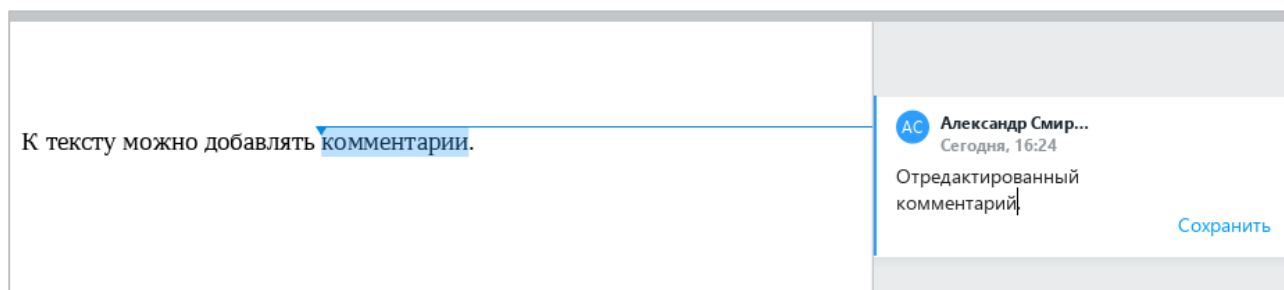 К тексту можно добавлять комментарии.
АС
Александр Смир...
Сегодня, 16:24
Отредактированный
комментарий.
Сохранить